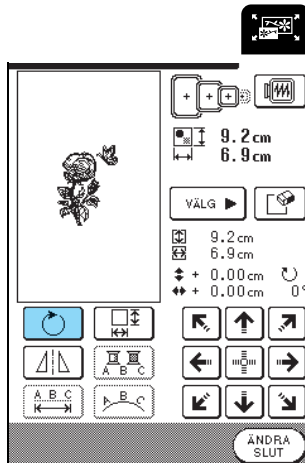 9.2cm
6.9cm
VÄLG
9.2cm
6.9cm
+ 0.00cm
+ 0.00cm 0°
A B C
A B C
B
ÄNDRA
SLUT